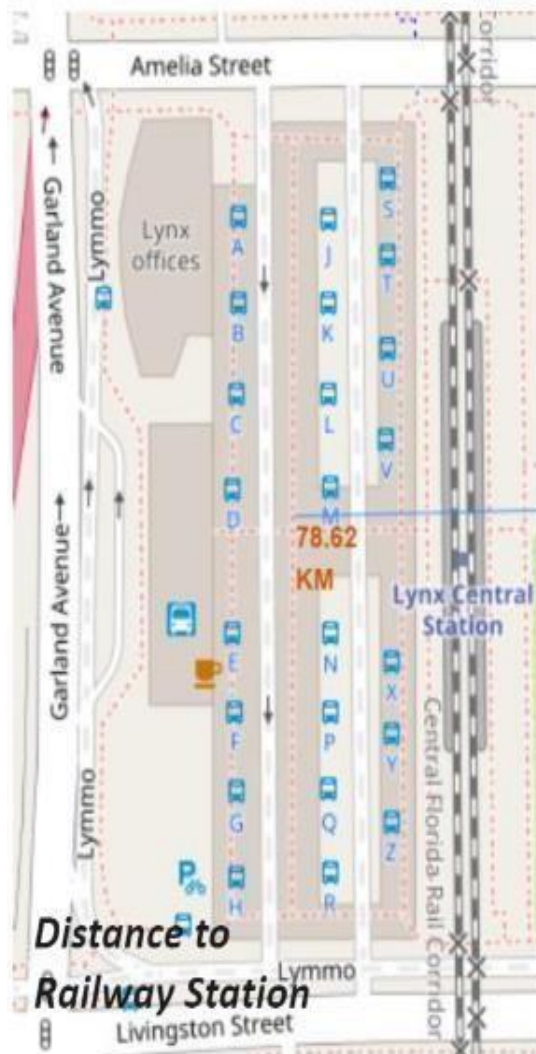 Corridor
Amelia Street
Garland Avenue
Lymmo
Lynx
offices
A
J
S
B
K
T
C
L
U
D
M
V
78.62
KM
Lynx Central
Station
Garland Avenue
E
N
X
F
P
Y
G
Q
Z
H
R
Lymmo
Central Florida Rail Corridor
P
Distance to
Railway Station
Lymmo
Livingston Street